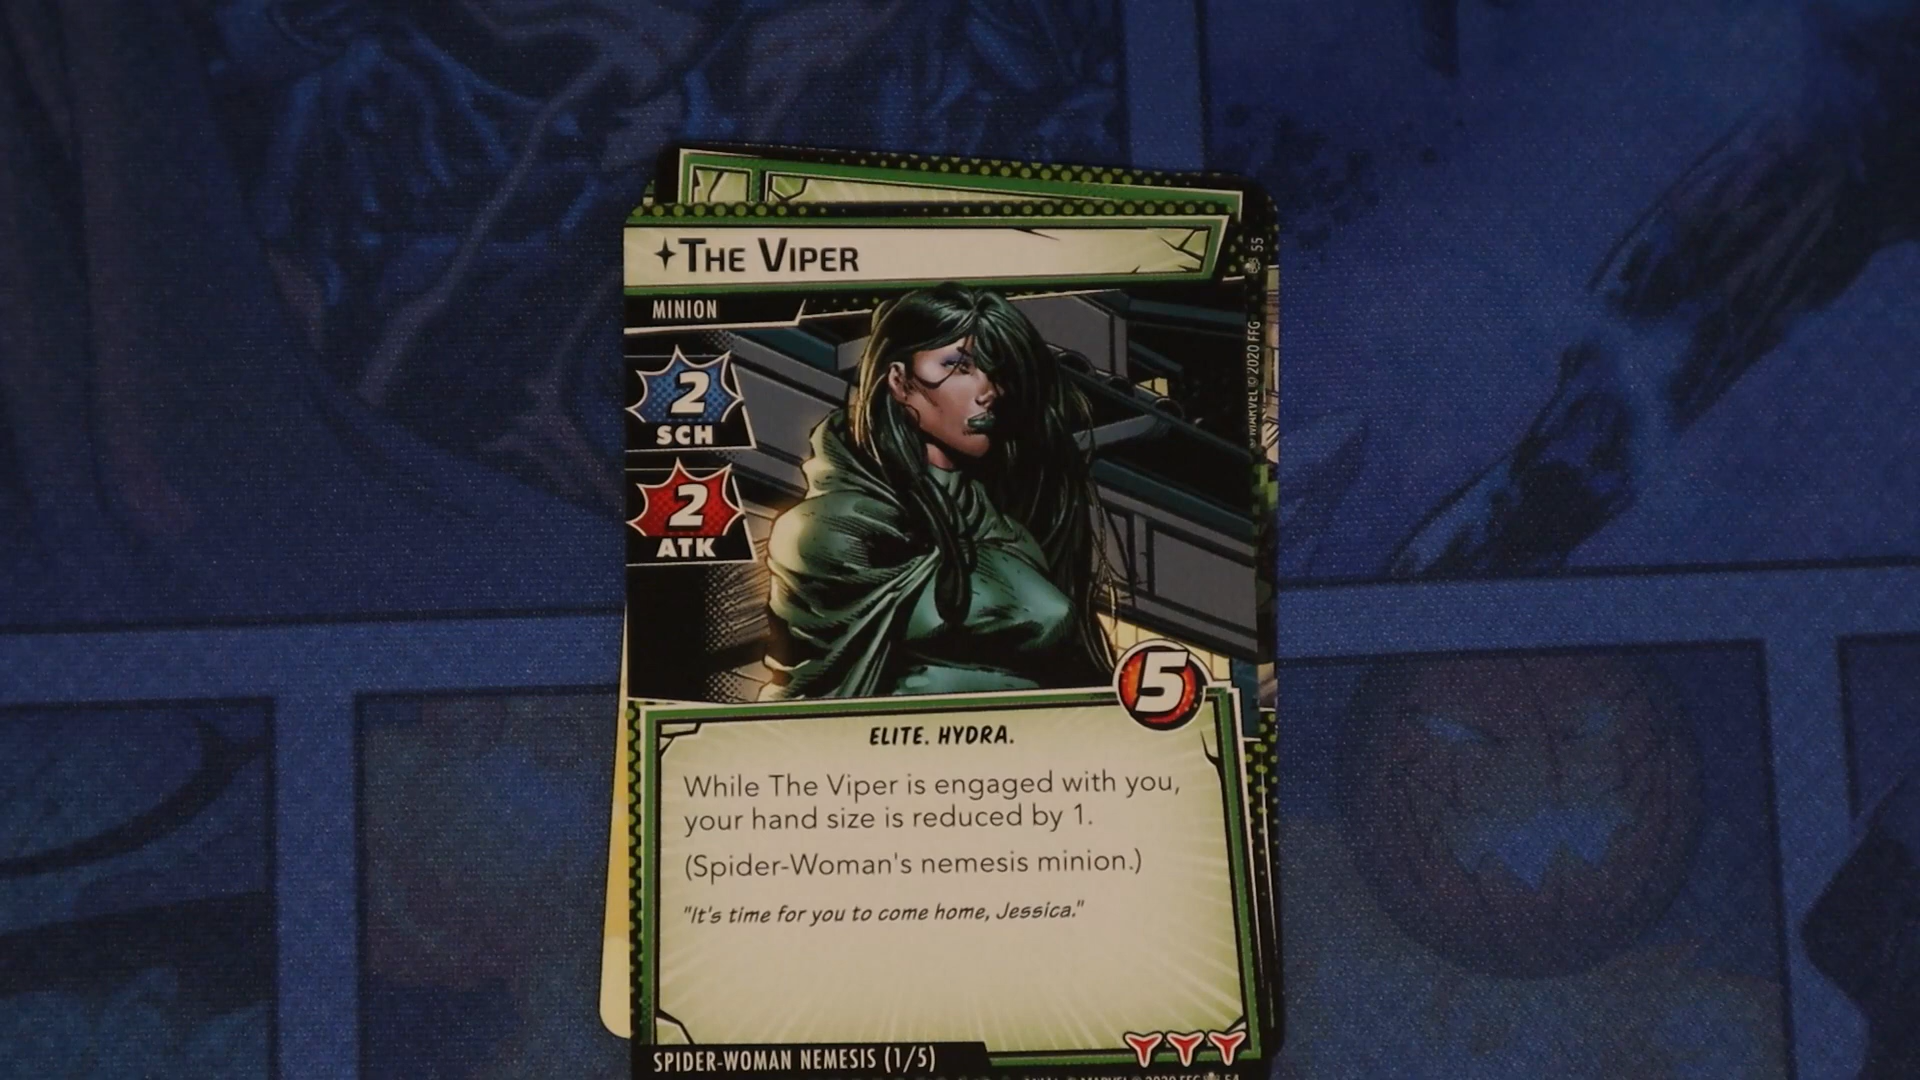 THE VIPER
55
MINION
2
SCH
© MARVEL © 2020 FFG
2
ATK
5
ELITE. HYDRA.
While The Viper is engaged with you,
your hand size is reduced by 1.
(Spider-Woman's nemesis minion.)
"It's time for you to come home, Jessica."
SPIDER-WOMAN NEMESIS (1/5)